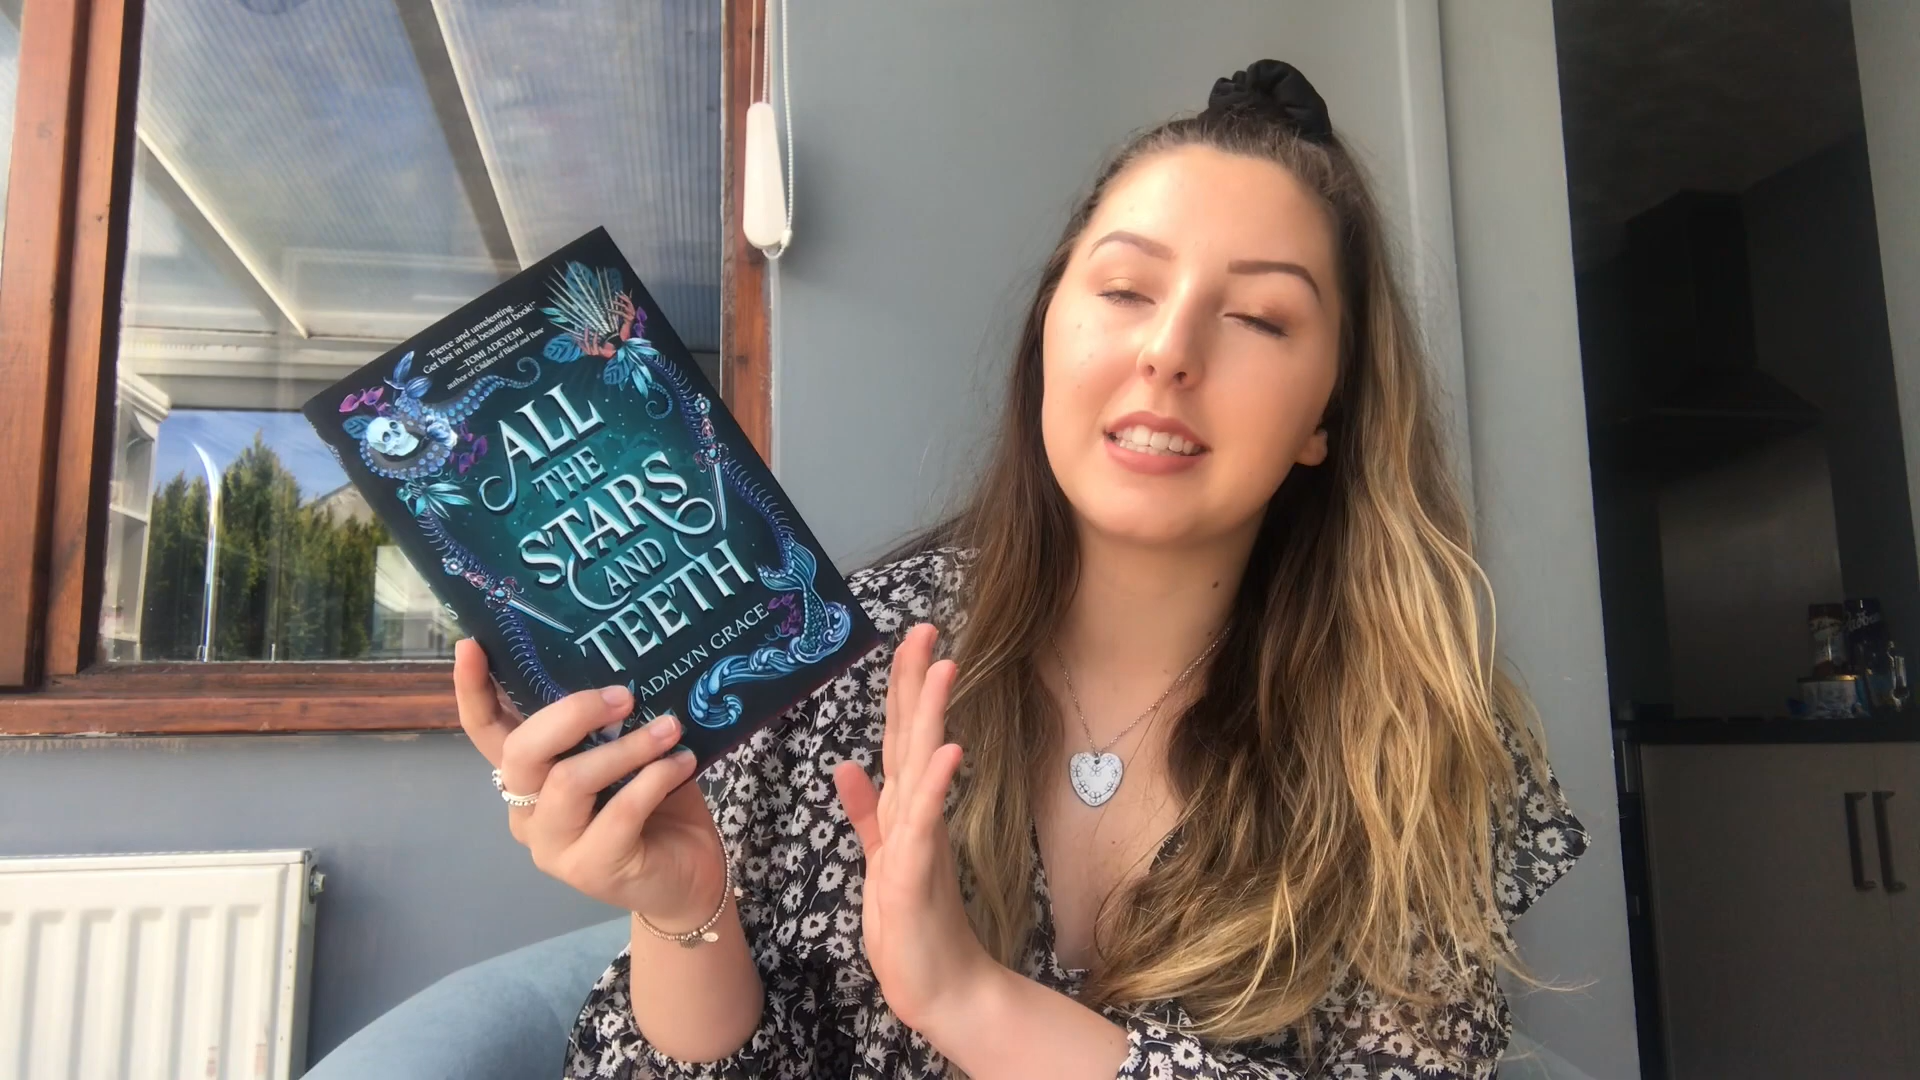 "Fierce and unrelenting....
Get lost in this beautiful book!"
—TOMI ADEYEMI
author of Children of Blood and Bone
ALL
THE
STARS
AND
TEETH
ADALYN GRACE
S